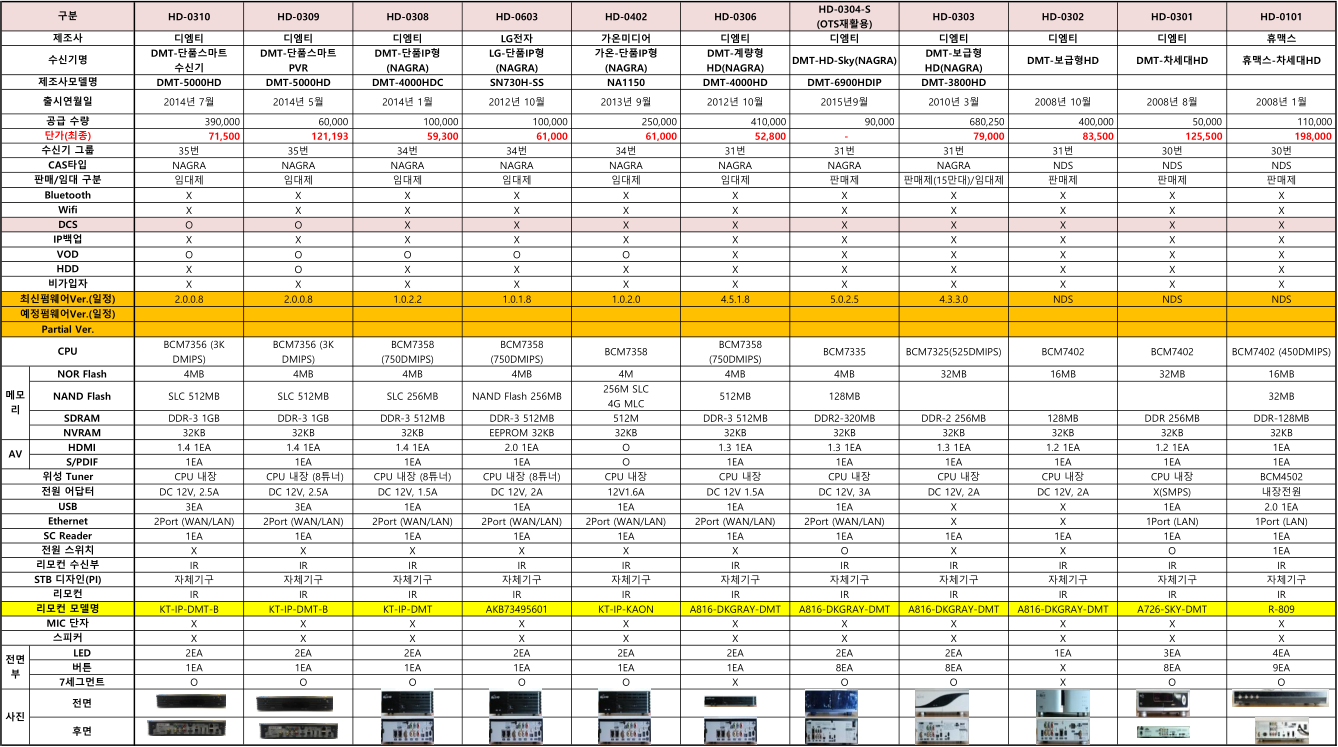 구분 HD-0310 HD-0309 HD-0308 HD-0603 HD-0402 HD-0306 HD-0304-S (OTS재활용) HD-0303 HD-0302 HD-0301 HD-0101
제조사 디엠티 디엠티 디엠티 LG전자 가온미디어 디엠티 디엠티 디엠티 디엠티 디엠티 휴맥스
수신기명 DMT-단품스마트 수신기 DMT-단품스마트 PVR DMT-단품IP형 (NAGRA) LG-단품IP형 (NAGRA) 가온-단품IP형 (NAGRA) DMT-계량형 HD(NAGRA) DMT-HD-Sky(NAGRA) DMT-보급형 HD(NAGRA) DMT-보급형HD DMT-차세대HD 휴맥스-차세대HD
제조사모델명 DMT-5000HD DMT-5000HD DMT-4000HDC SN730H-SS NA1150 DMT-4000HD DMT-6900HDIP DMT-3800HD
출시연월일 2014년 7월 2014년 5월 2014년 1월 2012년 10월 2013년 9월 2012년 10월 2015년9월 2010년 3월 2008년 10월 2008년 8월 2008년 1월
공급 수량 390,000 60,000 100,000 100,000 250,000 410,000 90,000 680,250 400,000 50,000 110,000
단가(최종) 71,500 121,193 59,300 61,000 61,000 52,800 - 79,000 83,500 125,500 198,000
수신기 그룹 35번 35번 34번 34번 34번 31번 31번 31번 31번 30번 30번
CAS타입 NAGRA NAGRA NAGRA NAGRA NAGRA NAGRA NAGRA NAGRA NDS NDS NDS
판매/임대 구분 임대제 임대제 임대제 임대제 임대제 임대제 판매제 판매제(15만대)/임대제 판매제 판매제 판매제
Bluetooth X X X X X X X X X X X
Wifi X X X X X X X X X X X
DCS O O X X X X X X X X X
IP백업 X X X X X X X X X X X
VOD O O O O O X X X X X X
HDD X O X X X X X X X X X
비가입자 X X X X X X X X X X X
최신펌웨어Ver.(일정) 2.0.0.8 2.0.0.8 1.0.2.2 1.0.1.8 1.0.2.0 4.5.1.8 5.0.2.5 4.3.3.0 NDS NDS NDS
예정펌웨어Ver.(일정)
Partial Ver.
CPU BCM7356 (3K DMIPS) BCM7356 (3K DMIPS) BCM7358 (750DMIPS) BCM7358 (750DMIPS) BCM7358 BCM7358 (750DMIPS) BCM7335 BCM7325(525DMIPS) BCM7402 BCM7402 BCM7402 (450DMIPS)
메모리 NOR Flash 4MB 4MB 4MB 4MB 4M 4MB 4MB 32MB 16MB 32MB 16MB
NAND Flash SLC 512MB SLC 512MB SLC 256MB NAND Flash 256MB 256M SLC 4G MLC 512MB 128MB 32MB
SDRAM DDR-3 1GB DDR-3 1GB DDR-3 512MB DDR-3 512MB 512M DDR-3 512MB DDR2-320MB DDR-2 256MB 128MB DDR 256MB DDR-128MB
NVRAM 32KB 32KB 32KB EEPROM 32KB 32KB 32KB 32KB 32KB 32KB 32KB 32KB
AV HDMI 1.4 1EA 1.4 1EA 1.4 1EA 2.0 1EA O 1.3 1EA 1.3 1EA 1.3 1EA 1.2 1EA 1.2 1EA 1EA
S/PDIF 1EA 1EA 1EA 1EA O 1EA 1EA 1EA 1EA 1EA 1EA
위성 Tuner CPU 내장 CPU 내장 (8튜너) CPU 내장 (8튜너) CPU 내장 (8튜너) CPU 내장 CPU 내장 CPU 내장 CPU 내장 CPU 내장 CPU 내장 BCM4502
전원 어답터 DC 12V, 2.5A DC 12V, 2.5A DC 12V, 1.5A DC 12V, 2A 12V1.6A DC 12V 1.5A DC 12V, 3A DC 12V, 2A DC 12V, 2A X(SMPS) 내장전원
USB 3EA 3EA 1EA 1EA 1EA 1EA 1EA X X 1EA 2.0 1EA
Ethernet 2Port (WAN/LAN) 2Port (WAN/LAN) 2Port (WAN/LAN) 2Port (WAN/LAN) 2Port (WAN/LAN) 2Port (WAN/LAN) 2Port (WAN/LAN) X X 1Port (LAN) 1Port (LAN)
SC Reader 1EA 1EA 1EA 1EA 1EA 1EA 1EA 1EA 1EA 1EA 1EA
전원 스위치 X X X X X X O X X O 1EA
리모컨 수신부 IR IR IR IR IR IR IR IR IR IR IR
STB 디자인(PI) 자체기구 자체기구 자체기구 자체기구 자체기구 자체기구 자체기구 자체기구 자체기구 자체기구 자체기구
리모컨 IR IR IR IR IR IR IR IR IR IR IR
리모컨 모델명 KT-IP-DMT-B KT-IP-DMT-B KT-IP-DMT AKB73495601 KT-IP-KAON A816-DKGRAY-DMT A816-DKGRAY-DMT A816-DKGRAY-DMT A816-DKGRAY-DMT A726-SKY-DMT R-809
MIC 단자 X X X X X X X X X X X
스피커 X X X X X X X X X X X
전면부 LED 2EA 2EA 2EA 2EA 2EA 2EA 2EA 2EA 1EA 3EA 4EA
버튼 1EA 1EA 1EA 1EA 1EA 1EA 8EA 8EA X 8EA 9EA
7세그먼트 O O O O O X O O X O O
사진 전면
후면